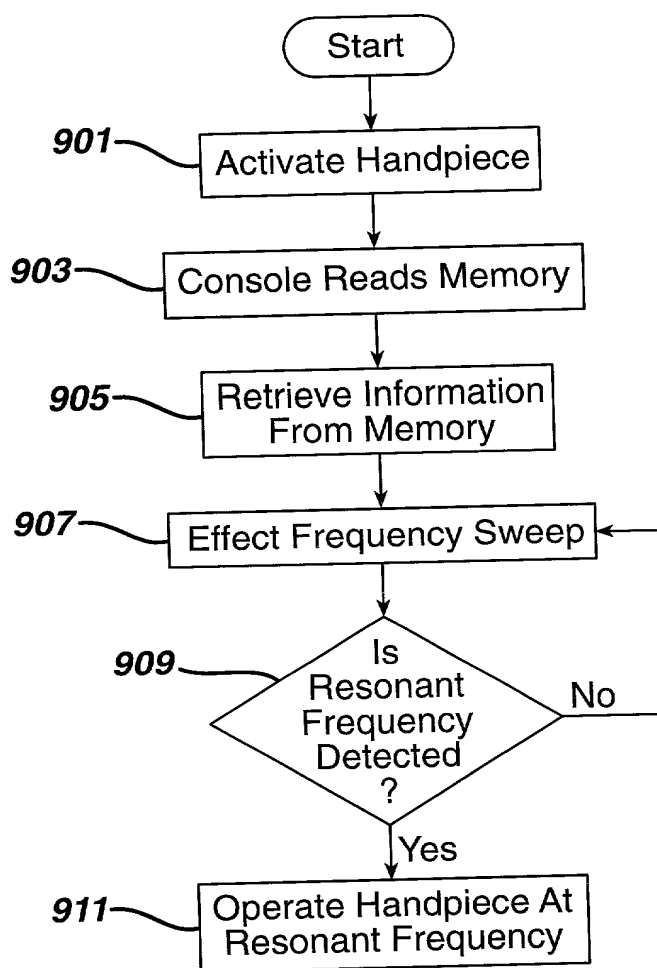 Start
901
Activate Handpiece
903
Console Reads Memory
905
Retrieve Information
From Memory
907
Effect Frequency Sweep
909
Is
Resonant
Frequency
Detected
?
No
Yes
911
Operate Handpiece At
Resonant Frequency